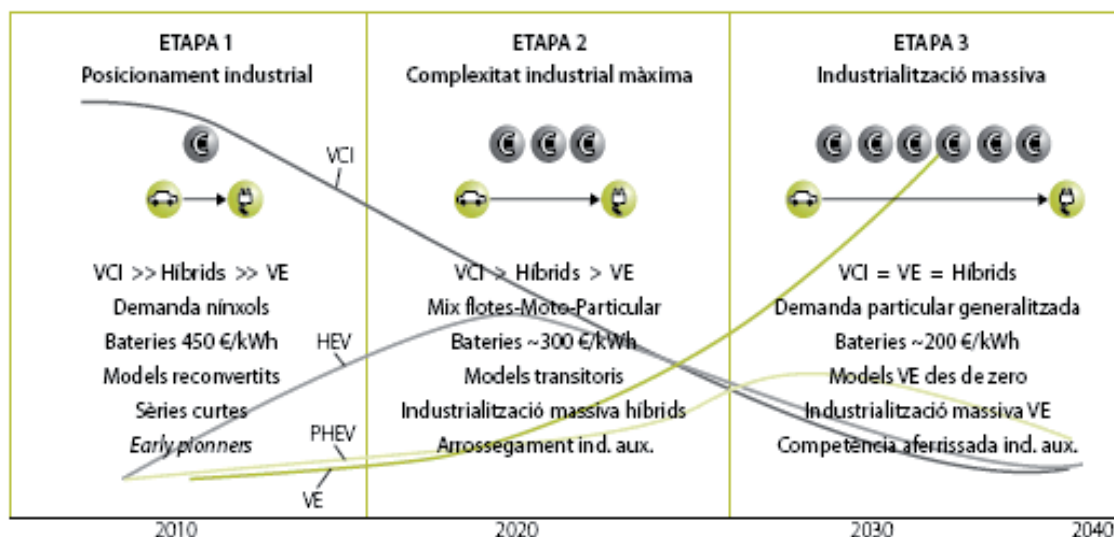 ETAPA 1
Posicionament industrial
VCI >> Híbrids >> VE
Demanda nínxols
Bateries 450 €/kWh
Models reconvertits
Sèries curtes
Early pionners
ETAPA 2
Complexitat industrial màxima
VCI > Híbrids > VE
Mix flotes-Moto-Particular
Bateries ~300 €/kWh
Models transitoris
Industrialització massiva híbrids
Arrossegament ind. aux.
ETAPA 3
Industrialització massiva
VCI = VE = Híbrids
Demanda particular generalitzada
Bateries ~200 €/kWh
Models VE des de zero
Industrialització massiva VE
Competència aferrissada ind. aux.
VCI
HEV
PHEV
VE
2010
2020
2030
2040